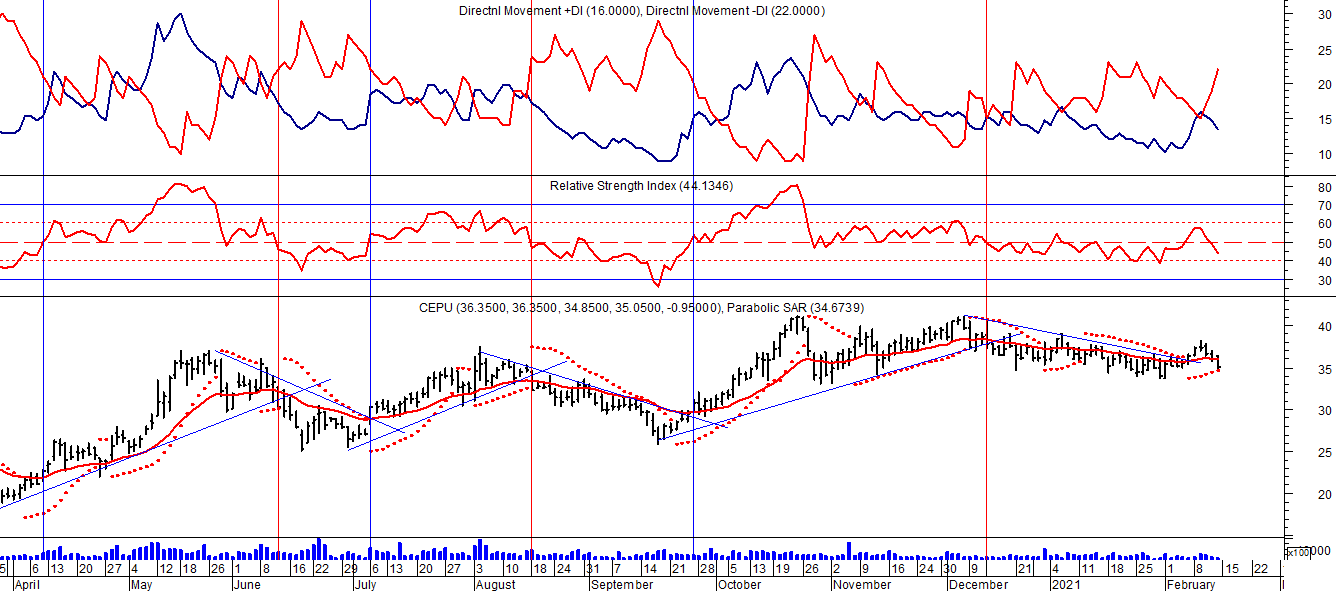 Directnl Movement +DI (16.0000), Directnl Movement -DI (22.0000)
30
25
20
15
10
Relative Strength Index (44.1346)
80
70
60
50
40
30
CEPU (36.3500, 36.3500, 34.8500, 35.0500, -0.95000), Parabolic SAR (34.6739)
40
35
30
25
20
5000
x100
5 6 13 20 27 4 12 18 26 1 8 16 22 29 6 13 20 27 3 10 18 24 31 7 14 21 28 5 13 19 26 2 9 16 24 30 9 21 4 11 18 25 1 8 15 22
April May June July August September October November December 2021 February